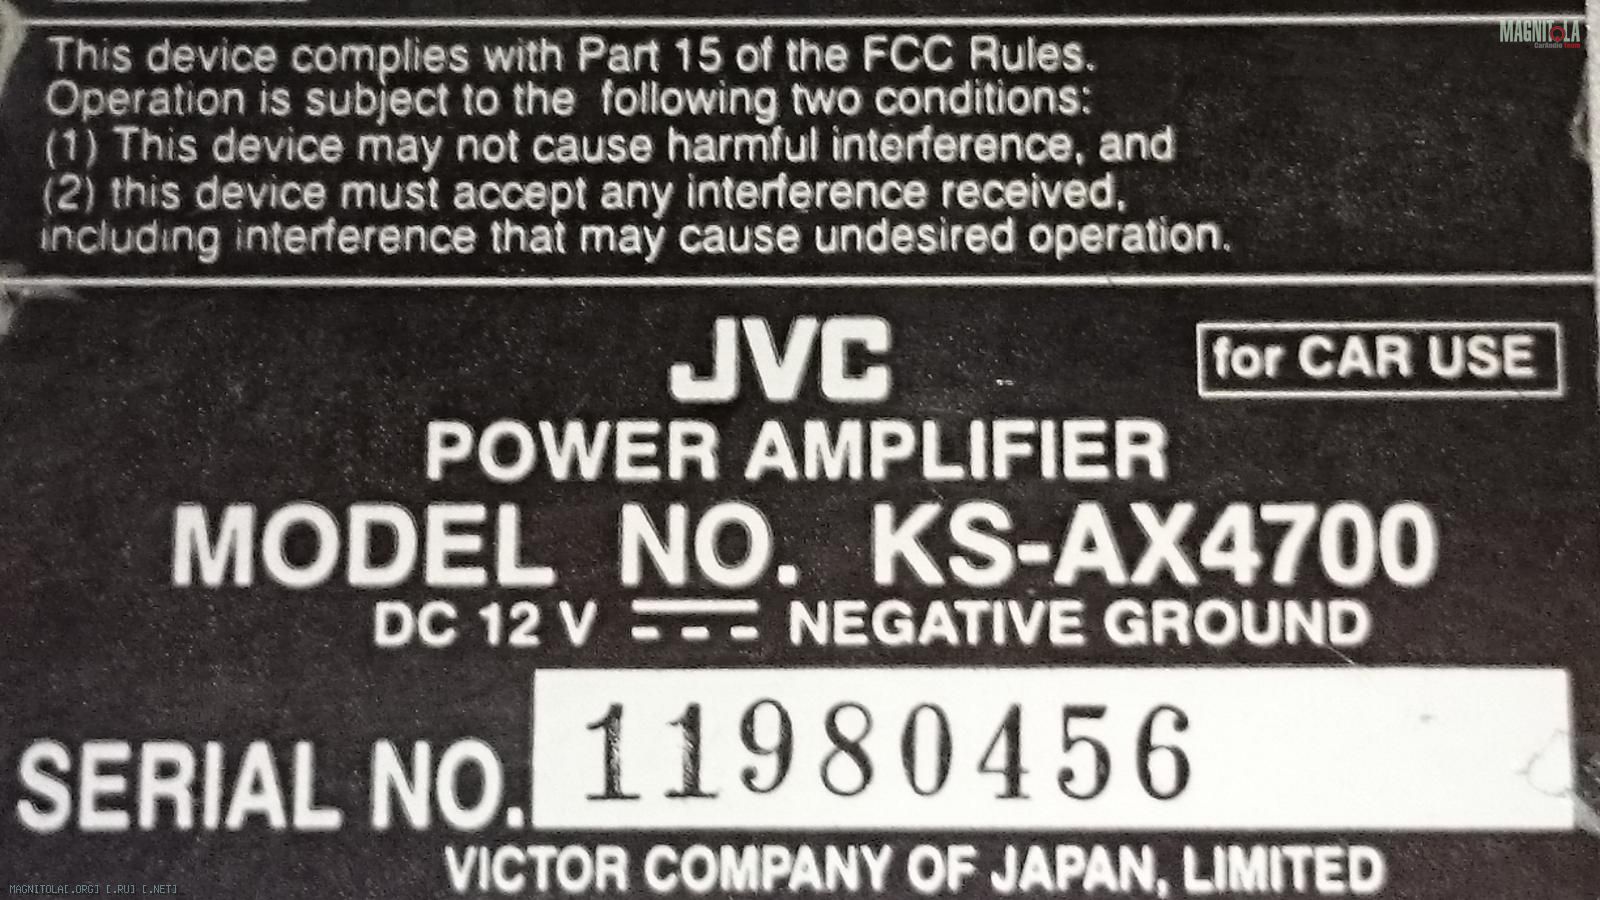 MAGNITOLA
CarAudio Team
This device complies with Part 15 of the FCC Rules.
Operation is subject to the following two conditions:
(1) This device may not cause harmful interference, and
(2) this device must accept any interference received,
including interference that may cause undesired operation.
JVC
for CAR USE
POWER AMPLIFIER
MODEL NO. KS-AX4700
DC 12 V ⎓ NEGATIVE GROUND
SERIAL NO. 11980456
VICTOR COMPANY OF JAPAN, LIMITED
MAGNITOLA[.ORG] [.RU] [.NET]